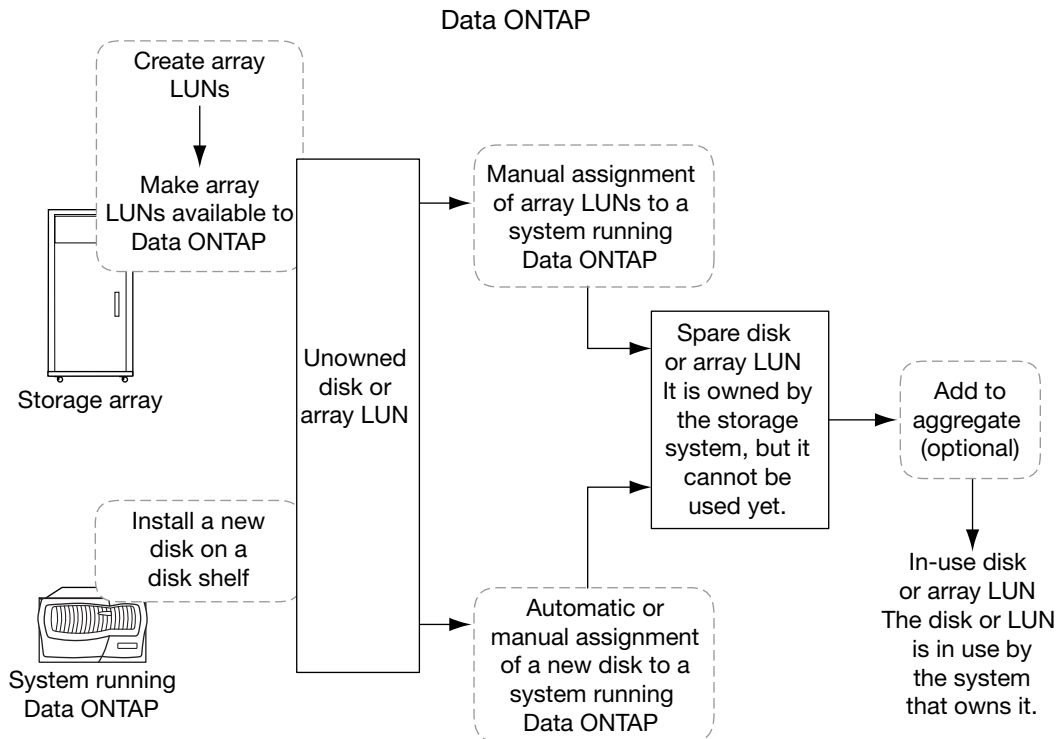 Data ONTAP
Create array
LUNs
Make array
LUNs available to
Data ONTAP
Storage array
Install a new
disk on a
disk shelf
System running
Data ONTAP
Unowned
disk or
array LUN
Manual assignment
of array LUNs to a
system running
Data ONTAP
Automatic or
manual assignment
of a new disk to a
system running
Data ONTAP
Spare disk
or array LUN
It is owned by
the storage
system, but it
cannot be
used yet.
Add to
aggregate
(optional)
In-use disk
or array LUN
The disk or LUN
is in use by
the system
that owns it.